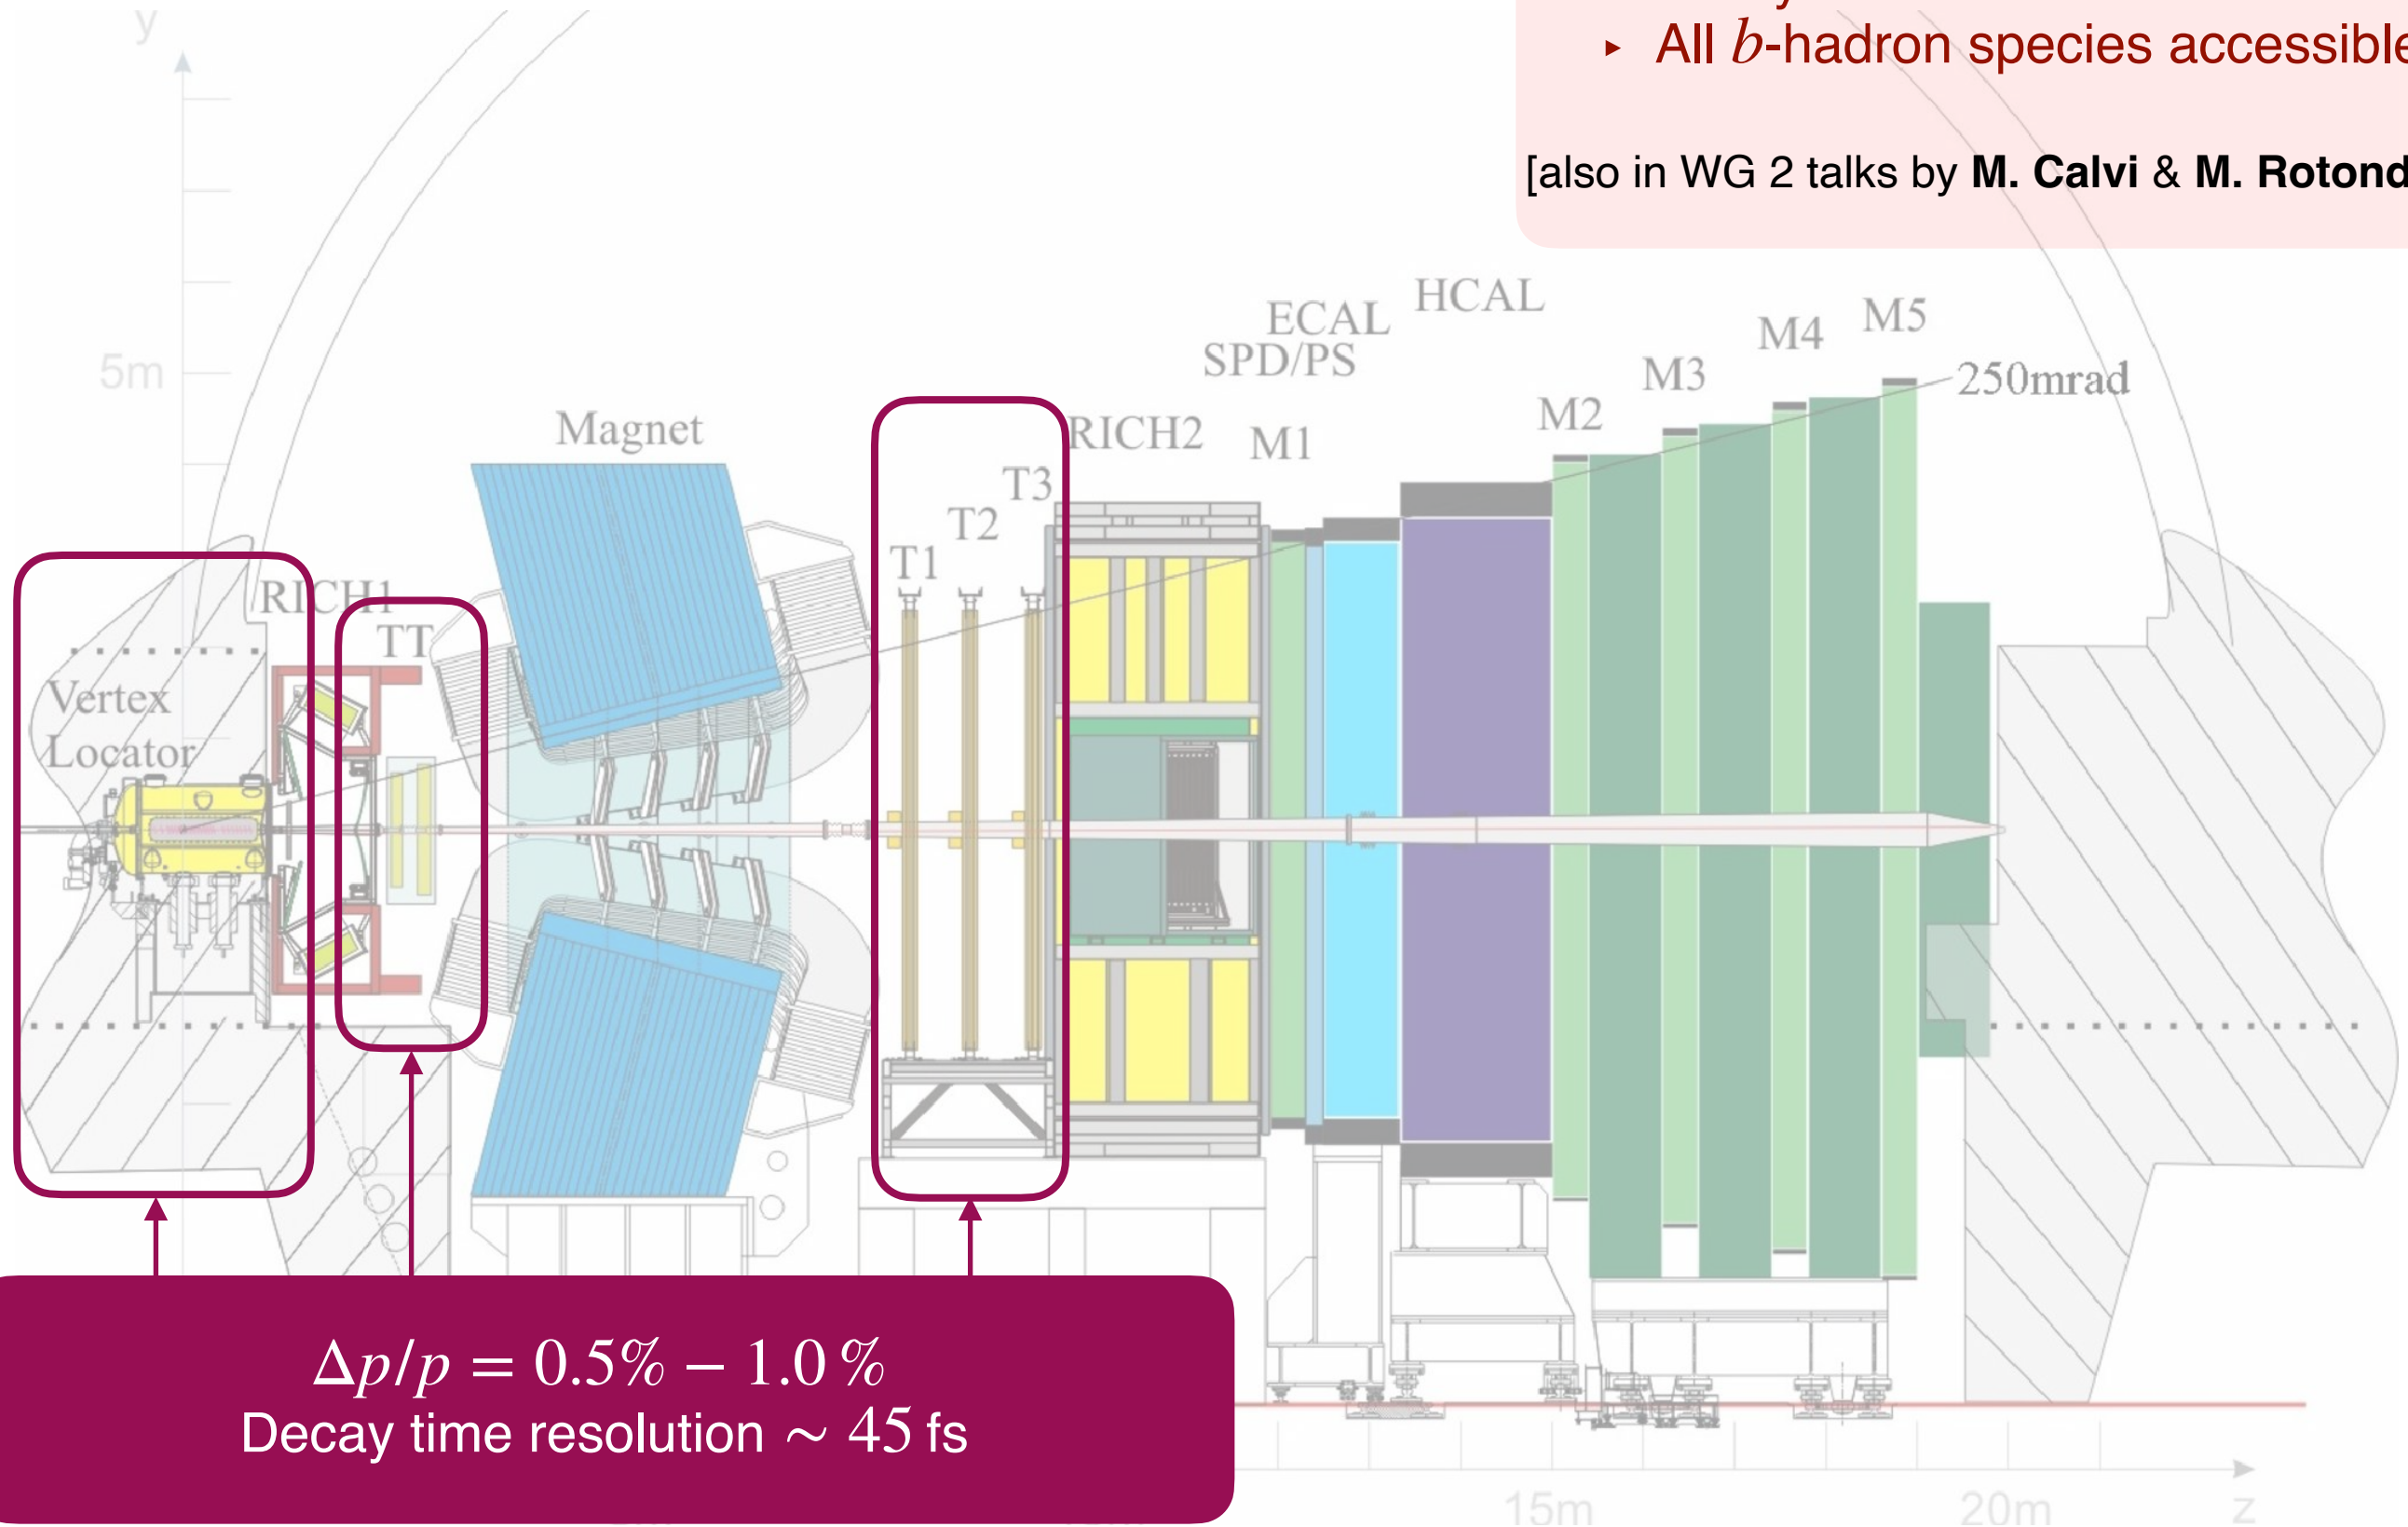 y
▸ All b-hadron species accessible
[also in WG 2 talks by M. Calvi & M. Rotond
HCAL
ECAL
SPD/PS
M5
M4
M3
M2
250mrad
5m
Magnet
RICH2
M1
T3
T2
T1
RICH1
TT
Vertex
Locator
Δp/p = 0.5% – 1.0 %
Decay time resolution ~ 45 fs
15m
20m
z